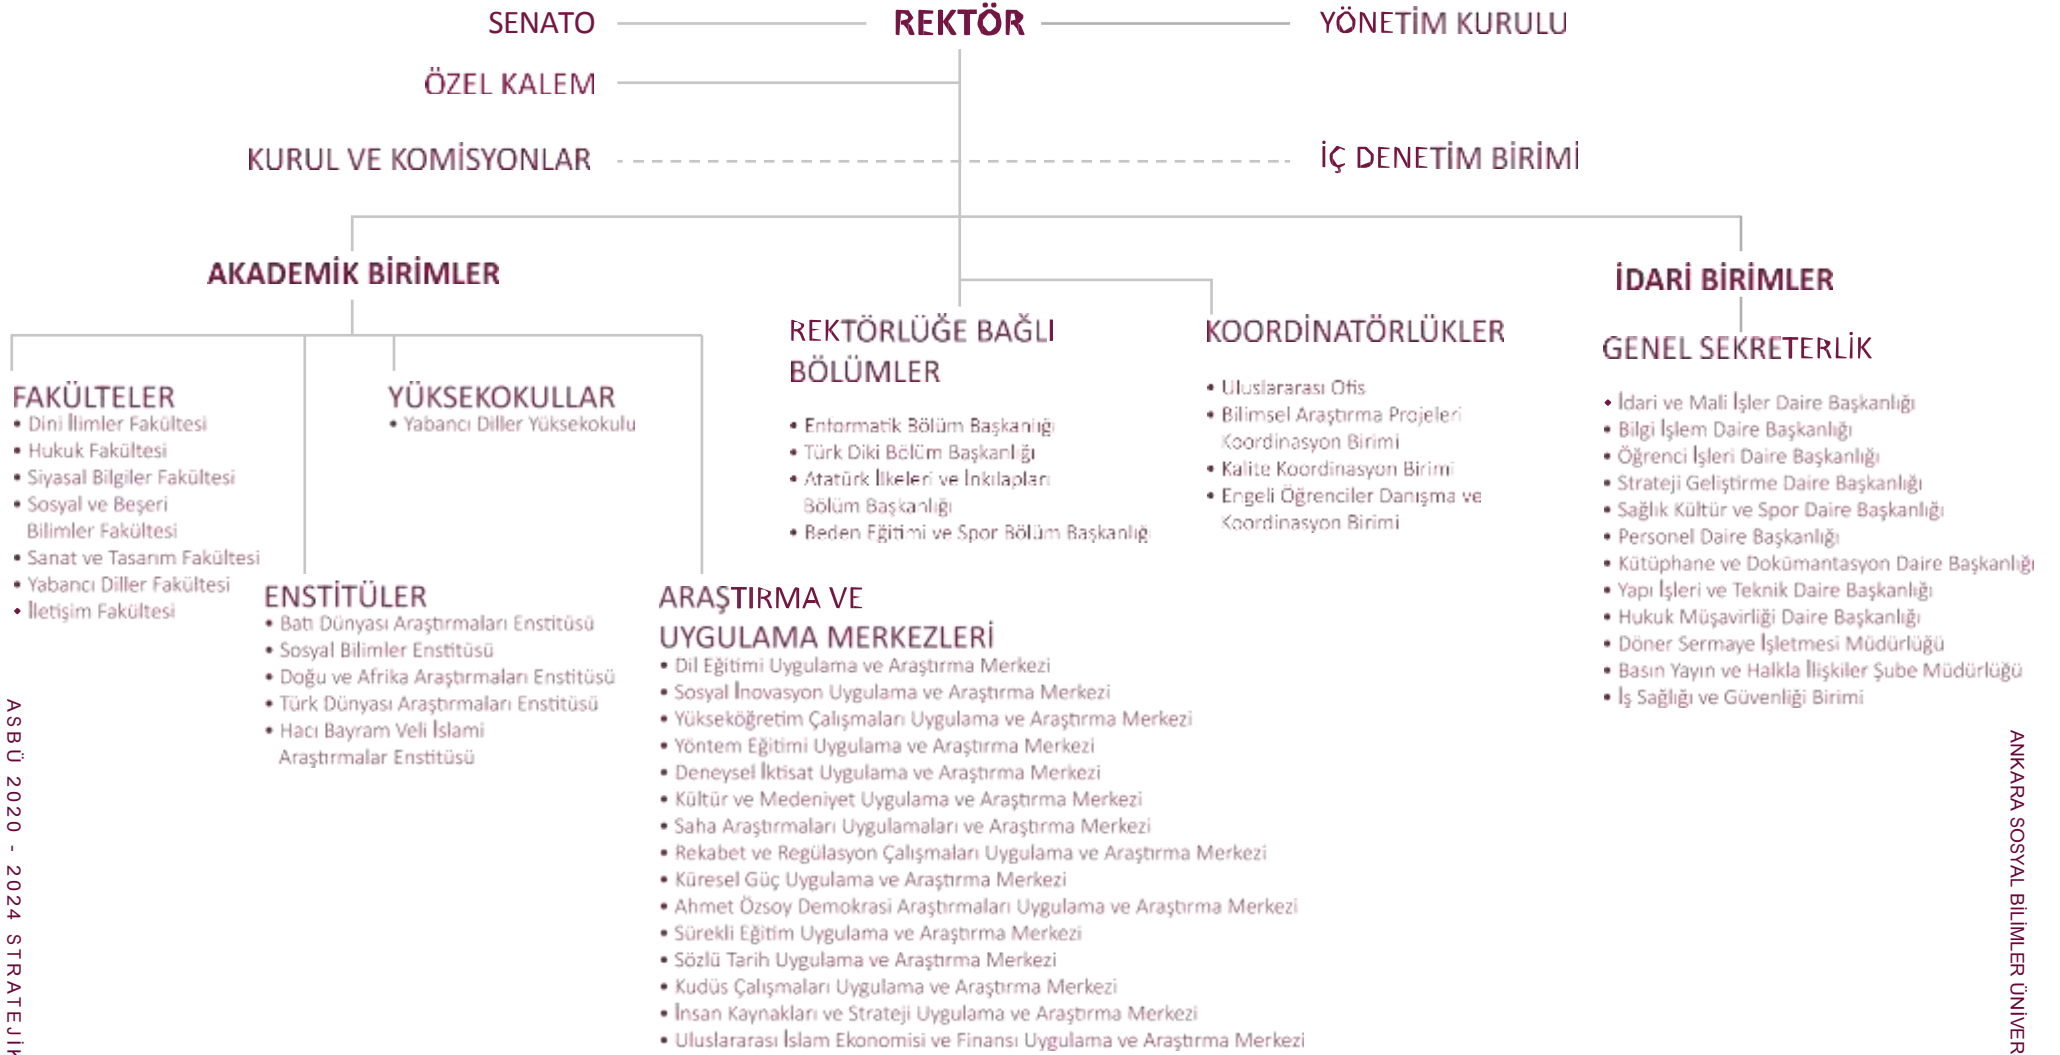 SENATO
REKTÖR
YÖNETİM KURULU
ÖZEL KALEM
KURUL VE KOMİSYONLAR
İÇ DENETİM BİRİMİ
AKADEMİK BİRİMLER
FAKÜLTELER
• Dini İlimler Fakültesi
• Hukuk Fakültesi
• Siyasal Bilgiler Fakültesi
• Sosyal ve Beşeri
Bilimler Fakültesi
• Sanat ve Tasarım Fakültesi
• Yabancı Diller Fakültesi
• İletişim Fakültesi
ENSTİTÜLER
• Batı Dünyası Araştırmaları Enstitüsü
• Sosyal Bilimler Enstitüsü
• Doğu ve Afrika Araştırmaları Enstitüsü
• Türk Dünyası Araştırmaları Enstitüsü
• Hacı Bayram Veli İslami
Araştırmalar Enstitüsü
YÜKSEKOKULLAR
• Yabancı Diller Yüksekokulu
ARAŞTIRMA VE
UYGULAMA MERKEZLERİ
• Dil Eğitimi Uygulama ve Araştırma Merkezi
• Sosyal İnovasyon Uygulama ve Araştırma Merkezi
• Yükseköğretim Çalışmaları Uygulama ve Araştırma Merkezi
• Yöntem Eğitimi Uygulama ve Araştırma Merkezi
• Deneysel İktisat Uygulama ve Araştırma Merkezi
• Kültür ve Medeniyet Uygulama ve Araştırma Merkezi
• Saha Araştırmaları Uygulamaları ve Araştırma Merkezi
• Rekabet ve Regülasyon Çalışmaları Uygulama ve Araştırma Merkezi
• Küresel Güç Uygulama ve Araştırma Merkezi
• Ahmet Özsoy Demokrasi Araştırmaları Uygulama ve Araştırma Merkezi
• Sürekli Eğitim Uygulama ve Araştırma Merkezi
• Sözlü Tarih Uygulama ve Araştırma Merkezi
• Kudüs Çalışmaları Uygulama ve Araştırma Merkezi
• İnsan Kaynakları ve Strateji Uygulama ve Araştırma Merkezi
• Uluslararası İslam Ekonomisi ve Finansı Uygulama ve Araştırma Merkezi
REKTÖRLÜĞE BAĞLI
BÖLÜMLER
• Enformatik Bölüm Başkanlığı
• Türk Diki Bölüm Başkanlığı
• Atatürk İlkeleri ve İnkılapları
Bölüm Başkanlığı
• Beden Eğitimi ve Spor Bölüm Başkanlığı
KOORDİNATÖRLÜKLER
• Uluslararası Ofis
• Bilimsel Araştırma Projeleri
Koordinasyon Birimi
• Kalite Koordinasyon Birimi
• Engeli Öğrenciler Danışma ve
Koordinasyon Birimi
İDARİ BİRİMLER
GENEL SEKRETERLİK
• İdari ve Mali İşler Daire Başkanlığı
• Bilgi İşlem Daire Başkanlığı
• Öğrenci İşleri Daire Başkanlığı
• Strateji Geliştirme Daire Başkanlığı
• Sağlık Kültür ve Spor Daire Başkanlığı
• Personel Daire Başkanlığı
• Kütüphane ve Dokümantasyon Daire Başkanlığı
• Yapı İşleri ve Teknik Daire Başkanlığı
• Hukuk Müşavirliği Daire Başkanlığı
• Döner Sermaye İşletmesi Müdürlüğü
• Basın Yayın ve Halkla İlişkiler Şube Müdürlüğü
• İş Sağlığı ve Güvenliği Birimi
ASBÜ 2020 - 2024 STRATEJİK
ANKARA SOSYAL BİLİMLER ÜNİVER